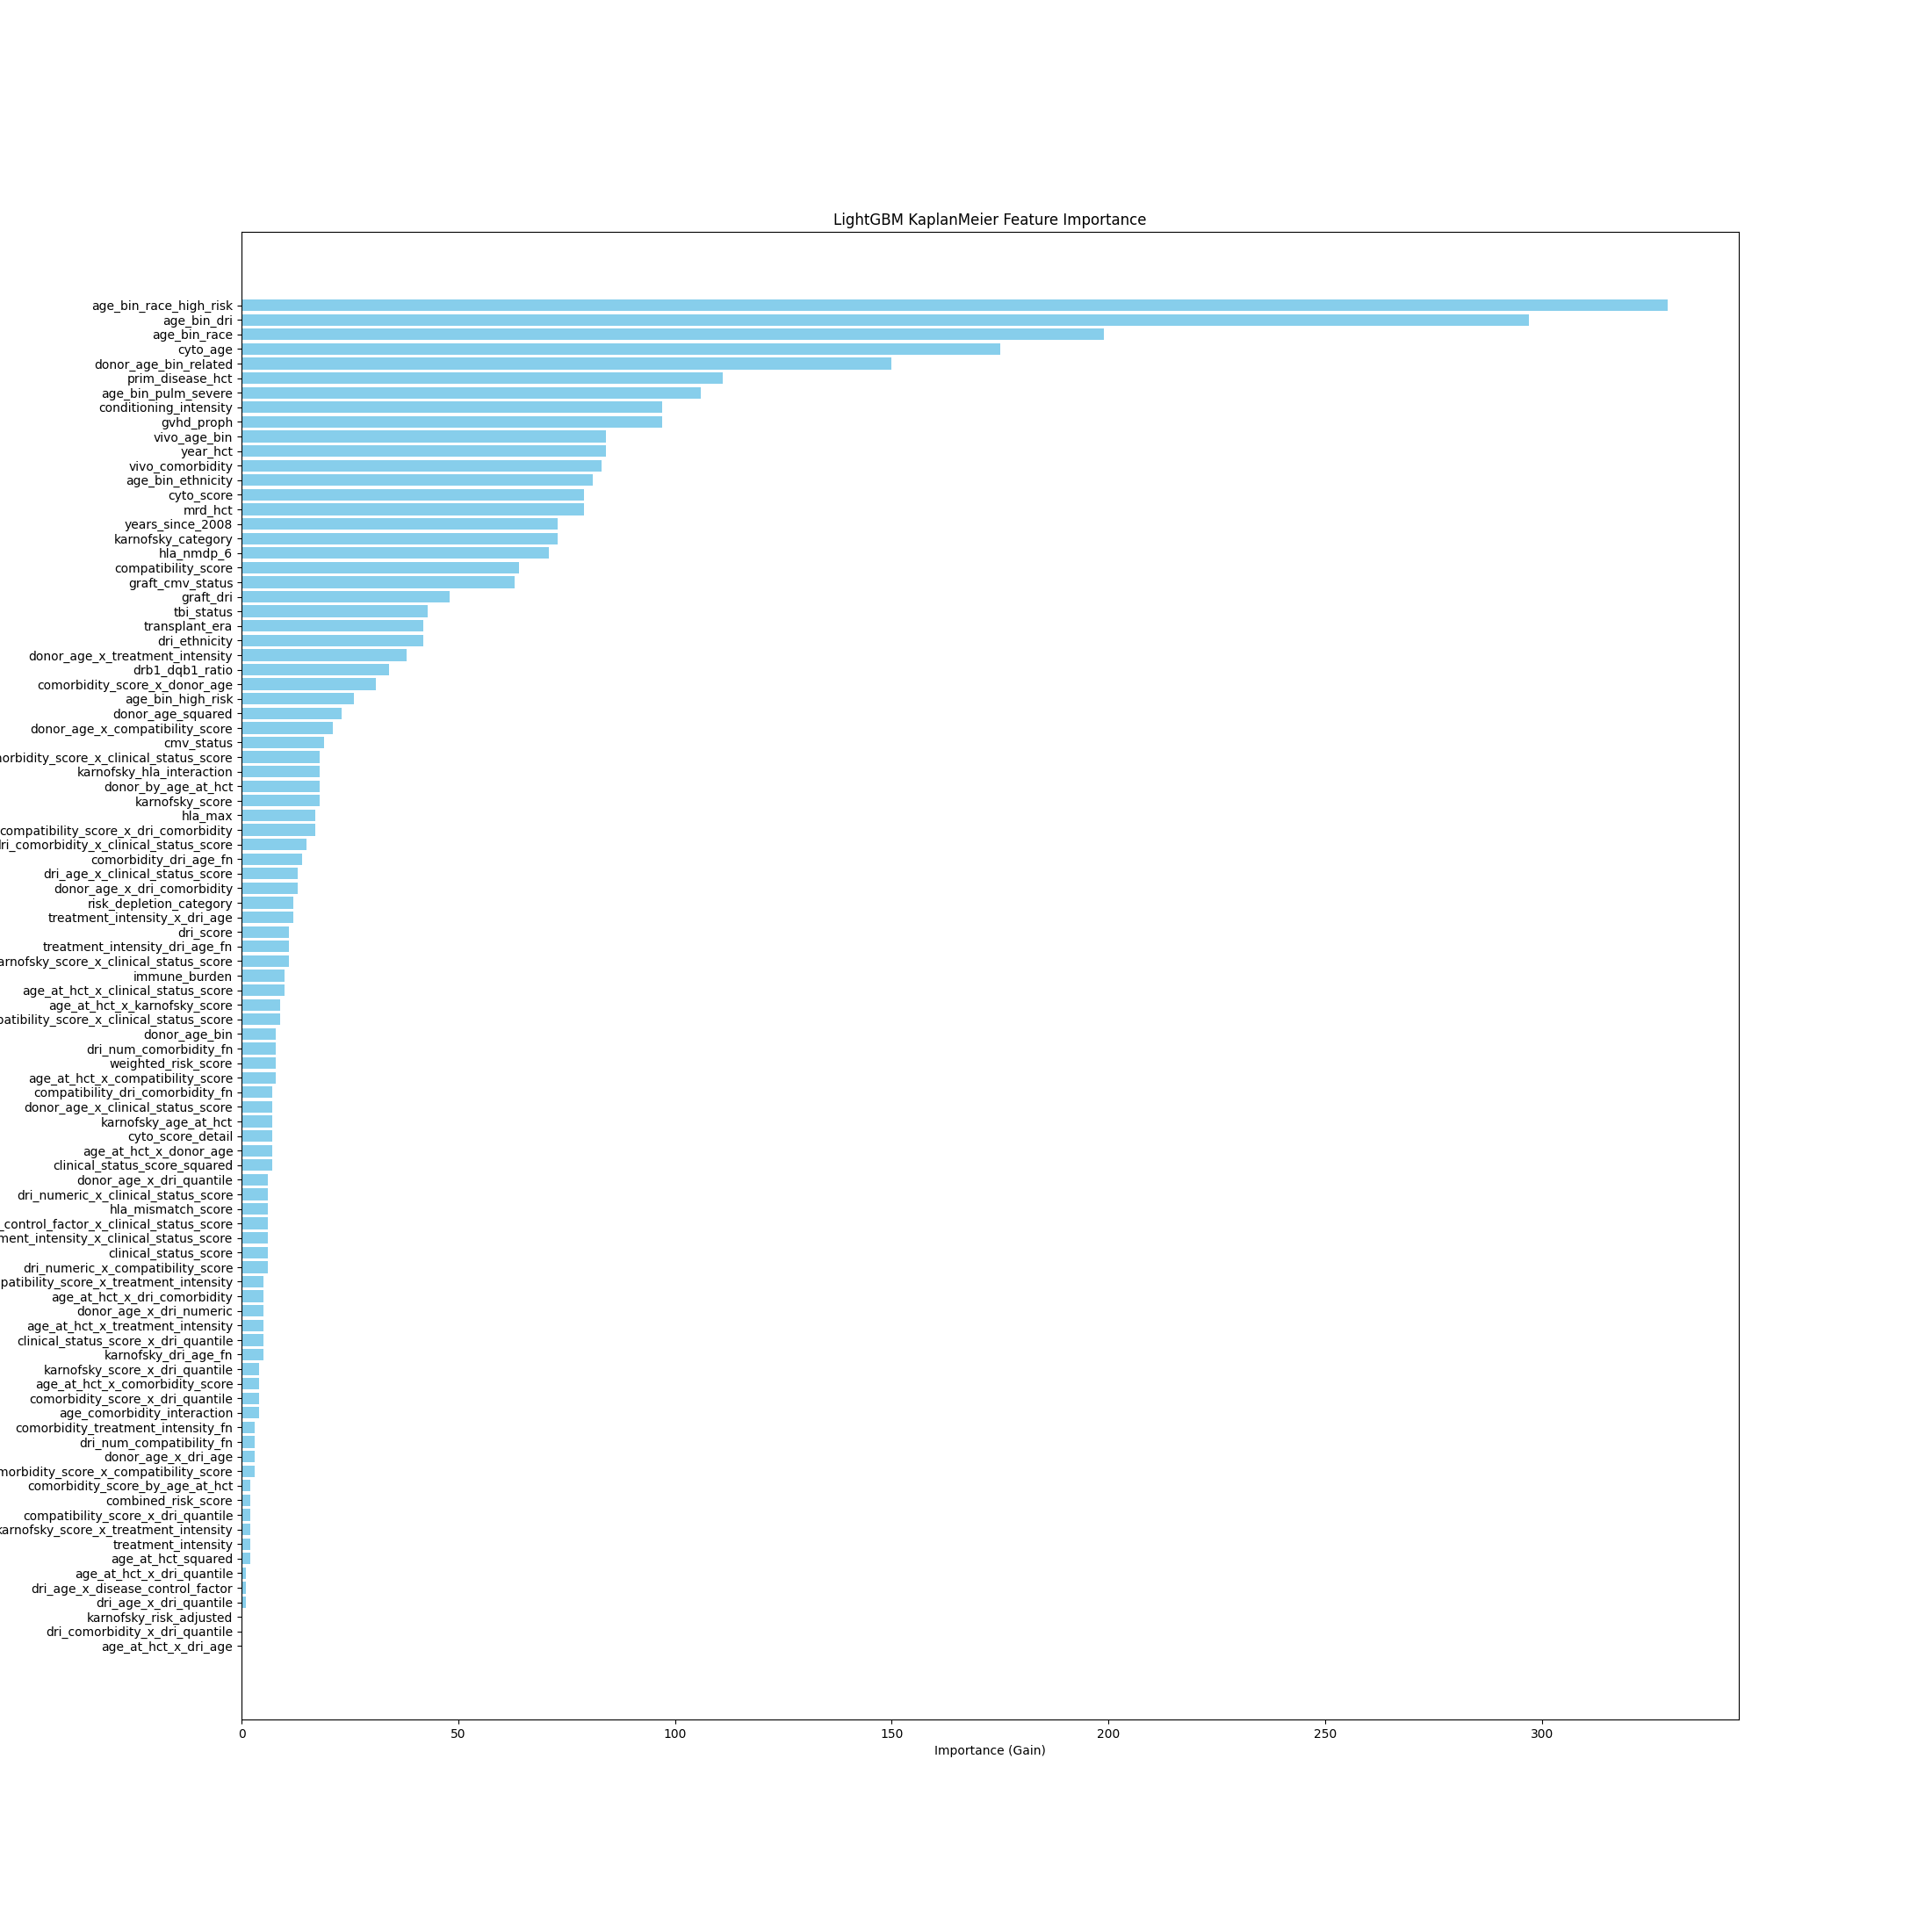 LightGBM KaplanMeier Feature Importance
age_bin_race_high_risk
age_bin_dri
age_bin_race
cyto_age
donor_age_bin_related
prim_disease_hct
age_bin_pulm_severe
conditioning_intensity
gvhd_proph
vivo_age_bin
year_hct
vivo_comorbidity
age_bin_ethnicity
cyto_score
mrd_hct
years_since_2008
karnofsky_category
hla_nmdp_6
compatibility_score
graft_cmv_status
graft_dri
tbi_status
transplant_era
dri_ethnicity
donor_age_x_treatment_intensity
drb1_dqb1_ratio
comorbidity_score_x_donor_age
age_bin_high_risk
donor_age_squared
donor_age_x_compatibility_score
cmv_status
orbidity_score_x_clinical_status_score
karnofsky_hla_interaction
donor_by_age_at_hct
karnofsky_score
hla_max
compatibility_score_x_dri_comorbidity
ri_comorbidity_x_clinical_status_score
comorbidity_dri_age_fn
dri_age_x_clinical_status_score
donor_age_x_dri_comorbidity
risk_depletion_category
treatment_intensity_x_dri_age
dri_score
treatment_intensity_dri_age_fn
arnofsky_score_x_clinical_status_score
immune_burden
age_at_hct_x_clinical_status_score
age_at_hct_x_karnofsky_score
patibility_score_x_clinical_status_score
donor_age_bin
dri_num_comorbidity_fn
weighted_risk_score
age_at_hct_x_compatibility_score
compatibility_dri_comorbidity_fn
donor_age_x_clinical_status_score
karnofsky_age_at_hct
cyto_score_detail
age_at_hct_x_donor_age
clinical_status_score_squared
donor_age_x_dri_quantile
dri_numeric_x_clinical_status_score
hla_mismatch_score
_control_factor_x_clinical_status_score
ment_intensity_x_clinical_status_score
clinical_status_score
dri_numeric_x_compatibility_score
patibility_score_x_treatment_intensity
age_at_hct_x_dri_comorbidity
donor_age_x_dri_numeric
age_at_hct_x_treatment_intensity
clinical_status_score_x_dri_quantile
karnofsky_dri_age_fn
karnofsky_score_x_dri_quantile
age_at_hct_x_comorbidity_score
comorbidity_score_x_dri_quantile
age_comorbidity_interaction
comorbidity_treatment_intensity_fn
dri_num_compatibility_fn
donor_age_x_dri_age
morbidity_score_x_compatibility_score
comorbidity_score_by_age_at_hct
combined_risk_score
compatibility_score_x_dri_quantile
karnofsky_score_x_treatment_intensity
treatment_intensity
age_at_hct_squared
age_at_hct_x_dri_quantile
dri_age_x_disease_control_factor
dri_age_x_dri_quantile
karnofsky_risk_adjusted
dri_comorbidity_x_dri_quantile
age_at_hct_x_dri_age
0 50 100 150 200 250 300
Importance (Gain)